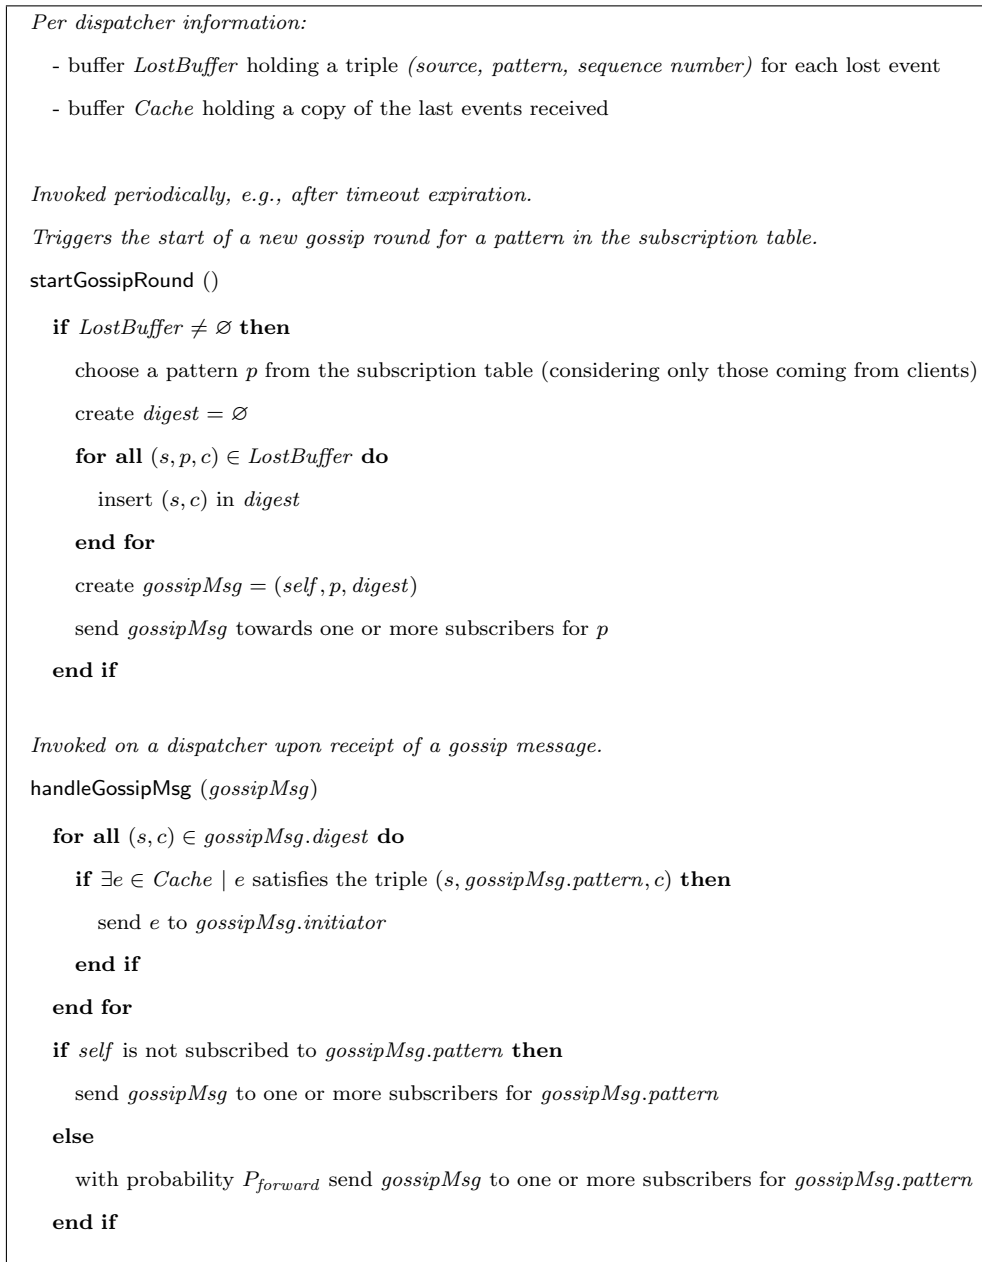 Per dispatcher information:
- buffer LostBuffer holding a triple (source, pattern, sequence number) for each lost event
- buffer Cache holding a copy of the last events received
Invoked periodically, e.g., after timeout expiration.
Triggers the start of a new gossip round for a pattern in the subscription table.
startGossipRound ()
if LostBuffer ≠ ∅ then
choose a pattern p from the subscription table (considering only those coming from clients)
create digest = ∅
for all (s, p, c) ∈ LostBuffer do
insert (s, c) in digest
end for
create gossipMsg = (self, p, digest)
send gossipMsg towards one or more subscribers for p
end if
Invoked on a dispatcher upon receipt of a gossip message.
handleGossipMsg (gossipMsg)
for all (s, c) ∈ gossipMsg.digest do
if ∃e ∈ Cache | e satisfies the triple (s, gossipMsg.pattern, c) then
send e to gossipMsg.initiator
end if
end for
if self is not subscribed to gossipMsg.pattern then
send gossipMsg to one or more subscribers for gossipMsg.pattern
else
with probability P_forward send gossipMsg to one or more subscribers for gossipMsg.pattern
end if